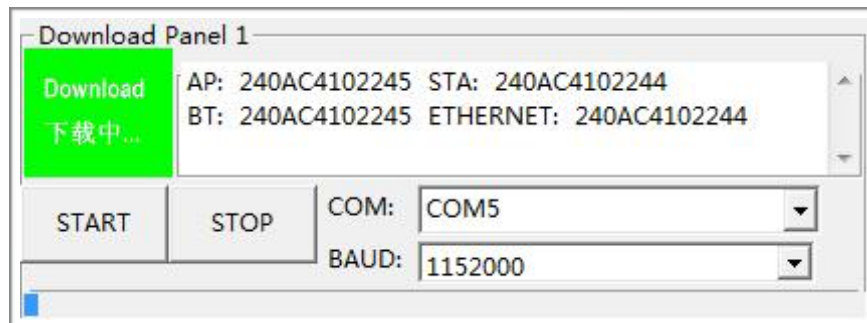 Download Panel 1
Download
下载中...
AP: 240AC4102245 STA: 240AC4102244
BT: 240AC4102245 ETHERNET: 240AC4102244
START
STOP
COM:
COM5
BAUD:
1152000